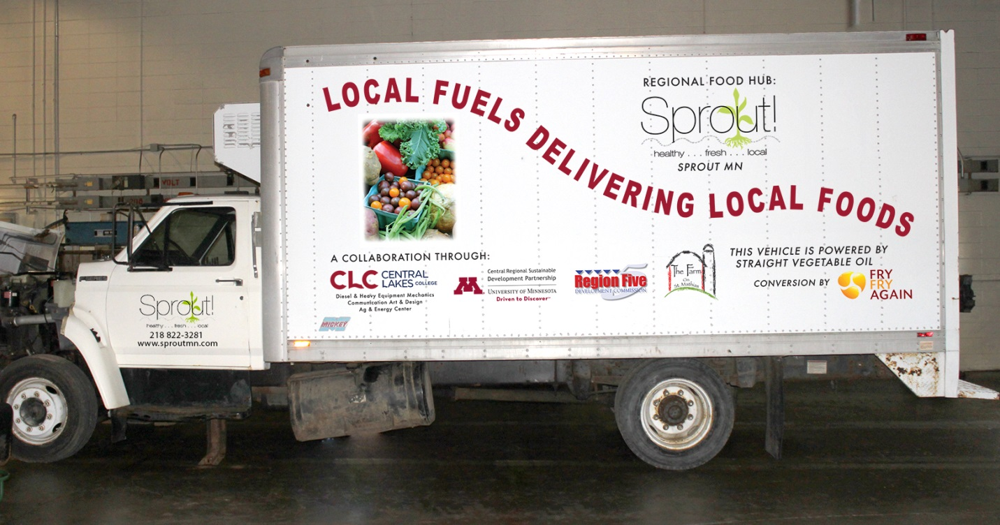 LOCAL FUELS DELIVERING LOCAL FOODS
REGIONAL FOOD HUB:
Sprout!
healthy . . . fresh . . . local
SPROUT MN
A COLLABORATION THROUGH:
CLC CENTRAL
LAKES COLLEGE
Diesel & Heavy Equipment Mechanics
Communication Art & Design
Ag & Energy Center
Central Regional Sustainable
Development Partnership
M
UNIVERSITY OF MINNESOTA
Driven to Discover
Region Five
DEVELOPMENT COMMISSION
The Farm
On
St. Mathias
THIS VEHICLE IS POWERED BY
STRAIGHT VEGETABLE OIL
CONVERSION BY
FRY
FRY
AGAIN
MICKEY
Sprout!
healthy . . . fresh . . . local
218 822-3281
www.sproutmn.com
VOLT